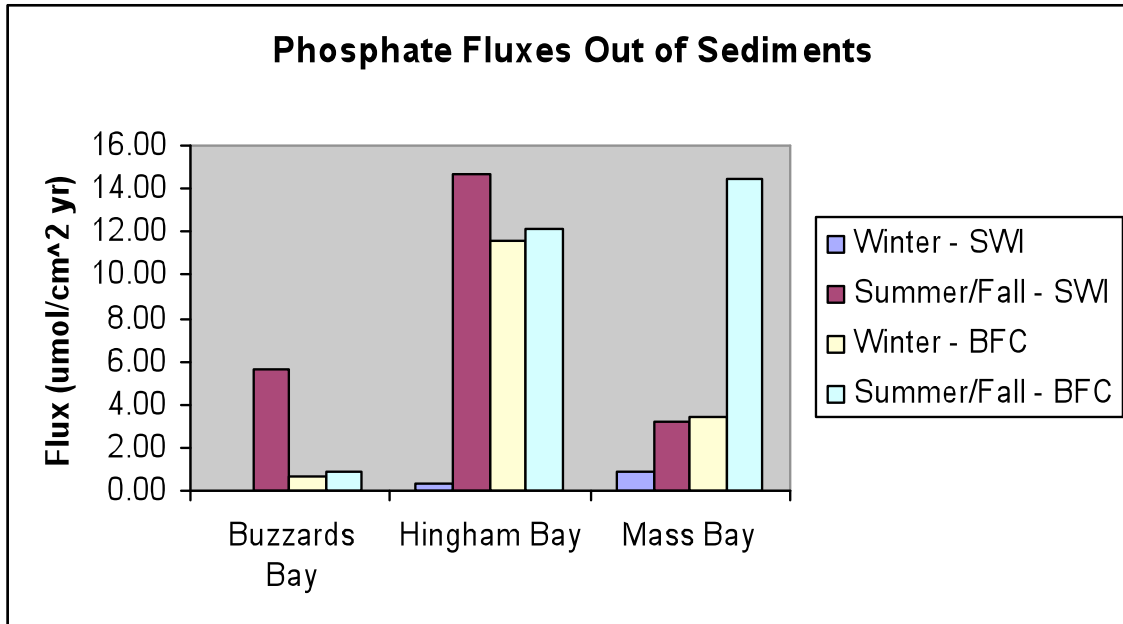 Phosphate Fluxes Out of Sediments
Flux (umol/cm^2 yr)
16.00
14.00
12.00
10.00
8.00
6.00
4.00
2.00
0.00
Buzzards
Bay
Hingham Bay
Mass Bay
Winter - SWI
Summer/Fall - SWI
Winter - BFC
Summer/Fall - BFC